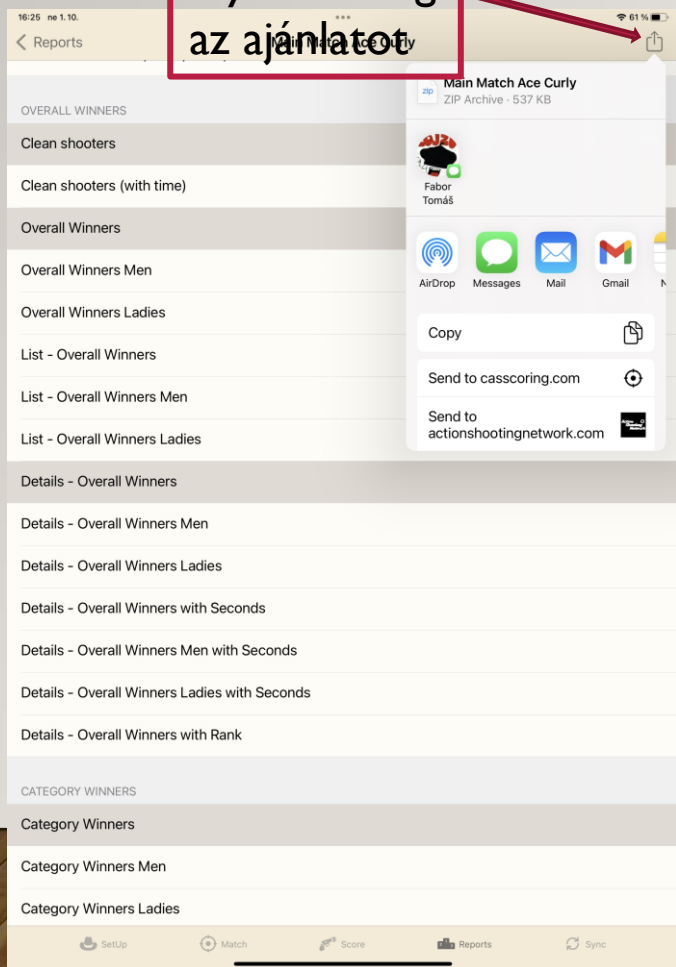 16:25 ne 1. 10.
61 %
az ajánlatot
Reports
Main Match Ace Curly
Main Match Ace Curly
ZIP Archive · 537 KB
Fabor
Tomáš
AirDrop
Messages
Mail
Gmail
Copy
Send to casscoring.com
Send to
actionshootingnetwork.com
OVERALL WINNERS
Clean shooters
Clean shooters (with time)
Overall Winners
Overall Winners Men
Overall Winners Ladies
List - Overall Winners
List - Overall Winners Men
List - Overall Winners Ladies
Details - Overall Winners
Details - Overall Winners Men
Details - Overall Winners Ladies
Details - Overall Winners with Seconds
Details - Overall Winners Men with Seconds
Details - Overall Winners Ladies with Seconds
Details - Overall Winners with Rank
CATEGORY WINNERS
Category Winners
Category Winners Men
Category Winners Ladies
SetUp
Match
Score
Reports
Sync